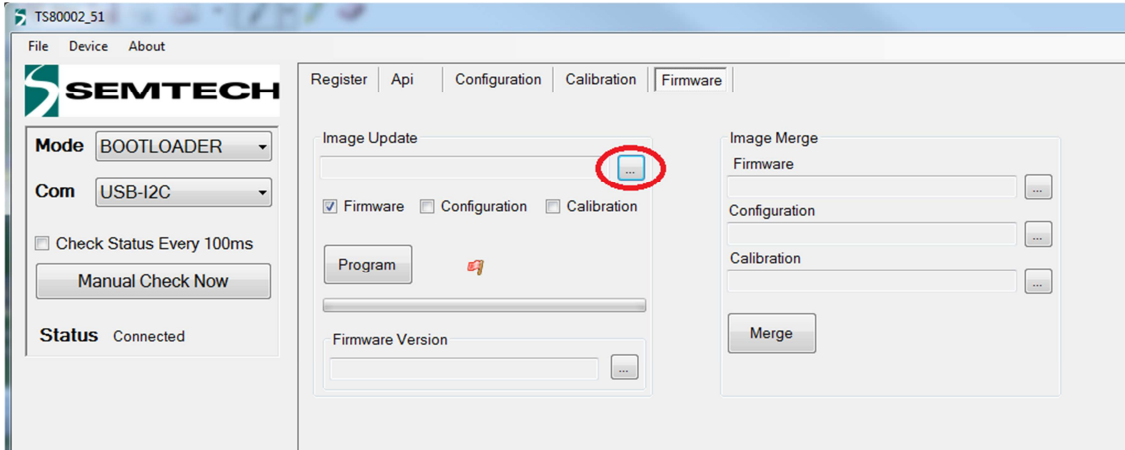 TS80002_51
File Device About
SEMTECH
Mode BOOTLOADER
Com USB-I2C
Check Status Every 100ms
Manual Check Now
Status Connected
Register Api Configuration Calibration Firmware
Image Update
...
Firmware Configuration Calibration
Program
Firmware Version
...
Image Merge
Firmware
...
Configuration
...
Calibration
...
Merge